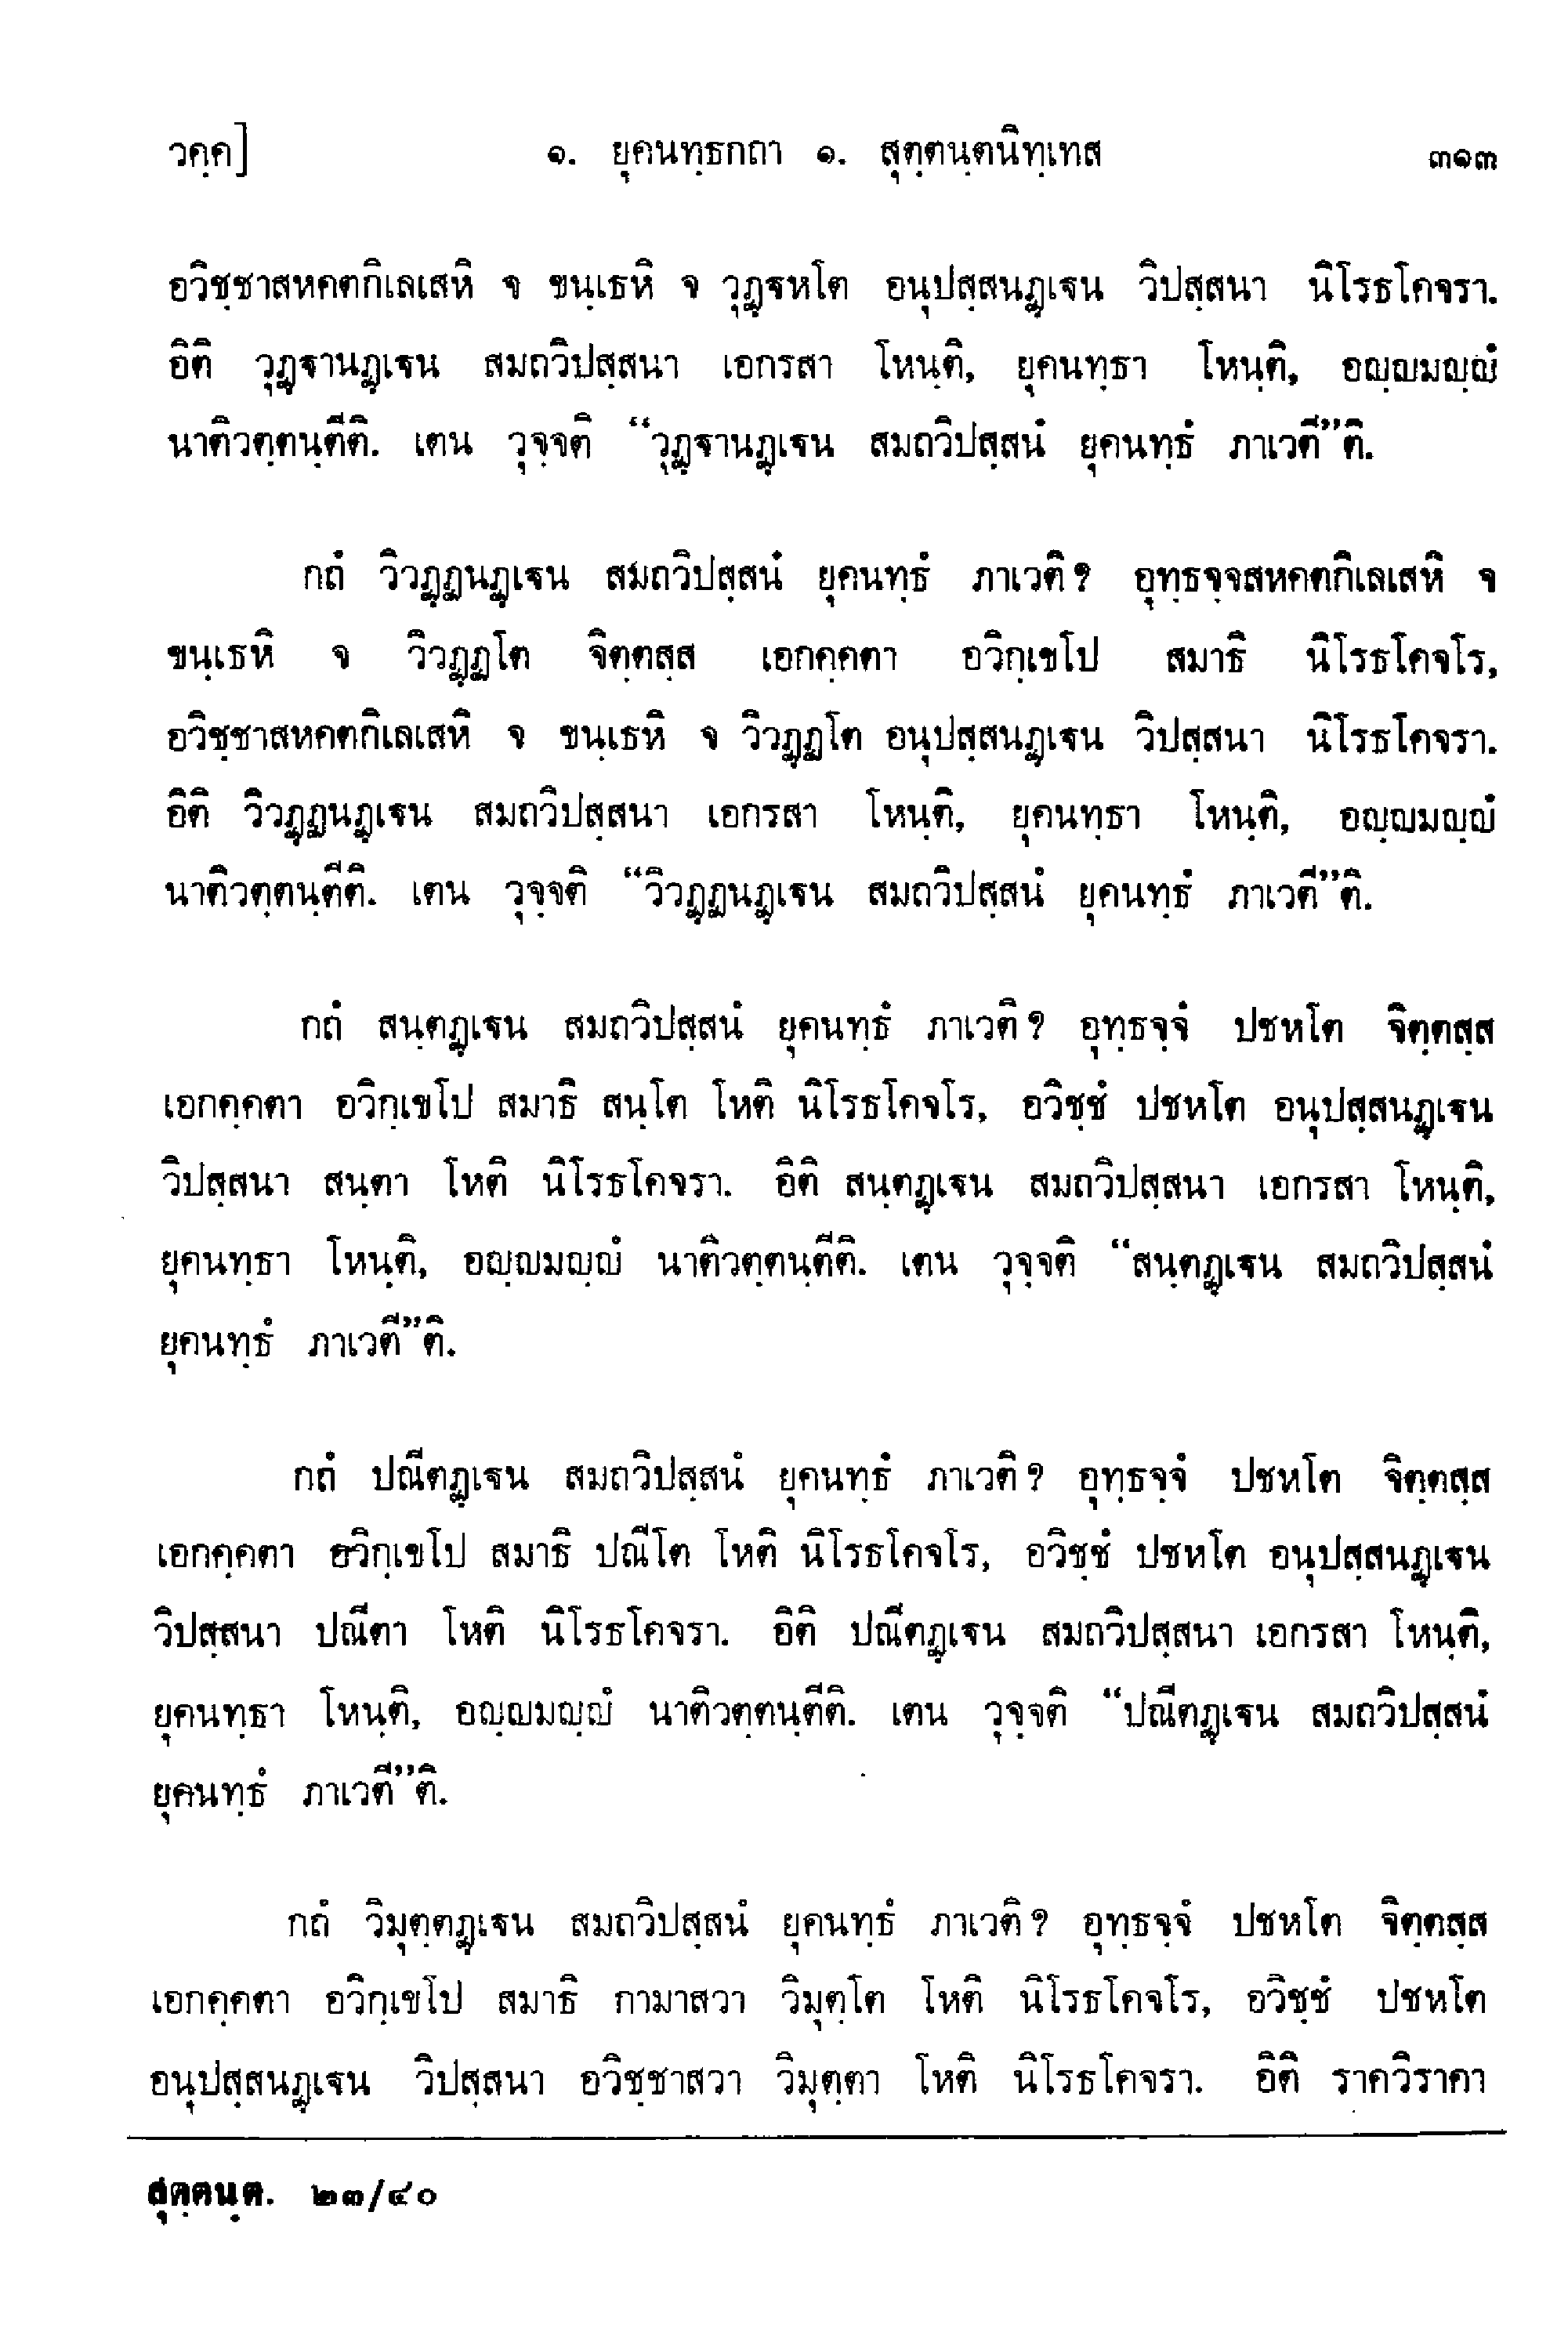 วคฺค]	๑. ยุคนทฺธกถา ๑. สุตฺตนฺตนิทฺเทส	๓๑๓
อวิชฺชาสหคตกิเลเสหิ จ ขนฺเธหิ จ วุฏฺฐหโต อนุปสฺสนฏฺเฐน วิปสฺสนา นิโรธโคจรา.
อิติ วุฏฺฐานฏฺเฐน สมถวิปสฺสนา เอกรสา โหนฺติ, ยุคนทฺธา โหนฺติ, อญฺญมญฺญํ
นาติวตฺตนฺตีติ. เตน วุจฺจติ “วุฏฺฐานฏฺเฐน สมถวิปสฺสนํ ยุคนทฺธํ ภาเวตี”ติ.
กถํ วิวฏฺฏนฏฺเฐน สมถวิปสฺสนํ ยุคนทฺธํ ภาเวติ? อุทฺธจฺจสหคตกิเลเสหิ จ
ขนฺเธหิ จ วิวฏฺฏโต จิตฺตสฺส เอกคฺคตา อวิกฺเขโป สมาธิ นิโรธโคจโร,
อวิชฺชาสหคตกิเลเสหิ จ ขนฺเธหิ จ วิวฏฺฏโต อนุปสฺสนฏฺเฐน วิปสฺสนา นิโรธโคจรา.
อิติ วิวฏฺฏนฏฺเฐน สมถวิปสฺสนา เอกรสา โหนฺติ, ยุคนทฺธา โหนฺติ, อญฺญมญฺญํ
นาติวตฺตนฺตีติ. เตน วุจฺจติ “วิวฏฺฏนฏฺเฐน สมถวิปสฺสนํ ยุคนทฺธํ ภาเวตี”ติ.
กถํ สนฺตฏฺเฐน สมถวิปสฺสนํ ยุคนทฺธํ ภาเวติ? อุทฺธจฺจํ ปชหโต จิตฺตสฺส
เอกคฺคตา อวิกฺเขโป สมาธิ สนฺโต โหติ นิโรธโคจโร, อวิชฺชํ ปชหโต อนุปสฺสนฏฺเฐน
วิปสฺสนา สนฺตา โหติ นิโรธโคจรา. อิติ สนฺตฏฺเฐน สมถวิปสฺสนา เอกรสา โหนฺติ,
ยุคนทฺธา โหนฺติ, อญฺญมญฺญํ นาติวตฺตนฺตีติ. เตน วุจฺจติ “สนฺตฏฺเฐน สมถวิปสฺสนํ
ยุคนทฺธํ ภาเวตี”ติ.
กถํ ปณีตฏฺเฐน สมถวิปสฺสนํ ยุคนทฺธํ ภาเวติ? อุทฺธจฺจํ ปชหโต จิตฺตสฺส
เอกคฺคตา อวิกฺเขโป สมาธิ ปณีโต โหติ นิโรธโคจโร, อวิชฺชํ ปชหโต อนุปสฺสนฏฺเฐน
วิปสฺสนา ปณีตา โหติ นิโรธโคจรา. อิติ ปณีตฏฺเฐน สมถวิปสฺสนา เอกรสา โหนฺติ,
ยุคนทฺธา โหนฺติ, อญฺญมญฺญํ นาติวตฺตนฺตีติ. เตน วุจฺจติ “ปณีตฏฺเฐน สมถวิปสฺสนํ
ยุคนทฺธํ ภาเวตี”ติ.
กถํ วิมุตฺตฏฺเฐน สมถวิปสฺสนํ ยุคนทฺธํ ภาเวติ? อุทฺธจฺจํ ปชหโต จิตฺตสฺส
เอกคฺคตา อวิกฺเขโป สมาธิ กามาสวา วิมุตฺโต โหติ นิโรธโคจโร, อวิชฺชํ ปชหโต
อนุปสฺสนฏฺเฐน วิปสฺสนา อวิชฺชาสวา วิมุตฺตา โหติ นิโรธโคจรา. อิติ ราควิราคา
สุตฺตนฺต. ๒๓/๔๐